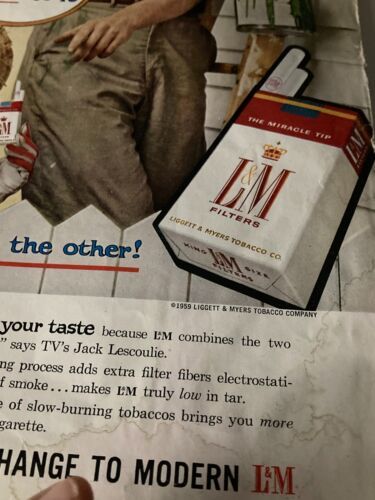 L&M
THE MIRACLE TIP
L&M
FILTERS
LIGGETT & MYERS TOBACCO CO.
KING L&M SIZE
FILTERS
the other!
©1959 LIGGETT & MYERS TOBACCO COMPANY
your taste because L&M combines the two
" says TV's Jack Lescoulie.
ng process adds extra filter fibers electrostati-
f smoke...makes L&M truly low in tar.
e of slow-burning tobaccos brings you more
garette.
HANGE TO MODERN L&M